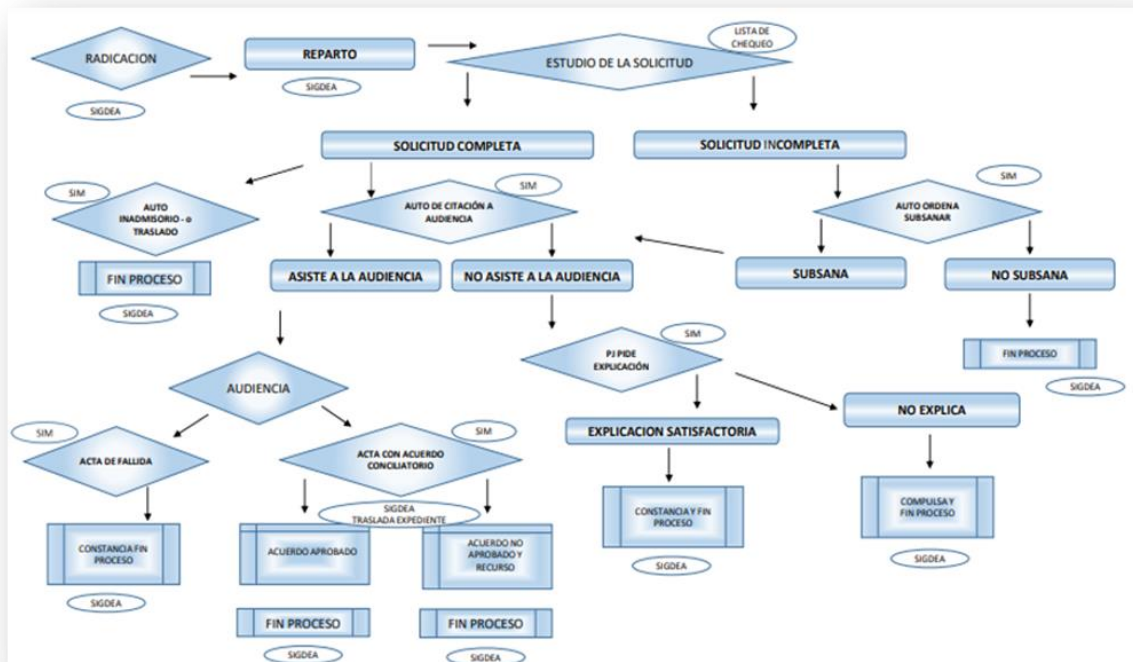 LISTA DE
CHEQUEO
RADICACION
REPARTO
ESTUDIO DE LA SOLICITUD
SIGDEA
SIGDEA
SOLICITUD COMPLETA
SOLICITUD INCOMPLETA
SIM
SIM
SIM
AUTO
INADMISORIO - o
TRASLADO
AUTO DE CITACIÓN A
AUDIENCIA
AUTO ORDENA
SUBSANAR
FIN PROCESO
ASISTE A LA AUDIENCIA
NO ASISTE A LA AUDIENCIA
SUBSANA
NO SUBSANA
SIGDEA
SIM
PJ PIDE
EXPLICACIÓN
FIN PROCESO
SIGDEA
AUDIENCIA
NO EXPLICA
SIM
SIM
EXPLICACION SATISFACTORIA
ACTA DE FALLIDA
ACTA CON ACUERDO
CONCILIATORIO
SIGDEA
TRASLADA EXPEDIENTE
CONSTANCIA Y FIN
PROCESO
COMPULSA Y
FIN PROCESO
CONSTANCIA FIN
PROCESO
ACUERDO APROBADO
ACUERDO NO
APROBADO Y
RECURSO
SIGDEA
SIGDEA
SIGDEA
FIN PROCESO
FIN PROCESO
SIGDEA
SIGDEA